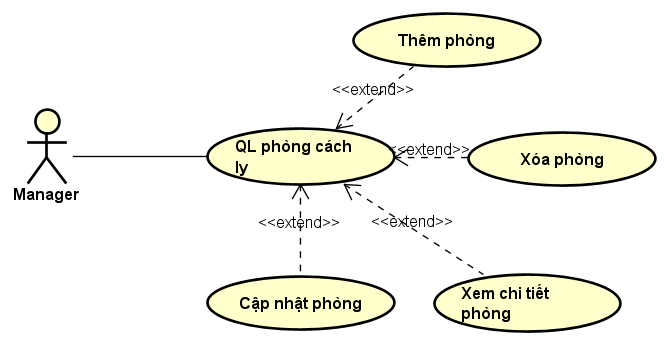 Thêm phòng
<<extend>>
QL phòng cách
ly
<<extend>>
Xóa phòng
Manager
<<extend>>
<<extend>>
Cập nhật phòng
Xem chi tiết
phòng